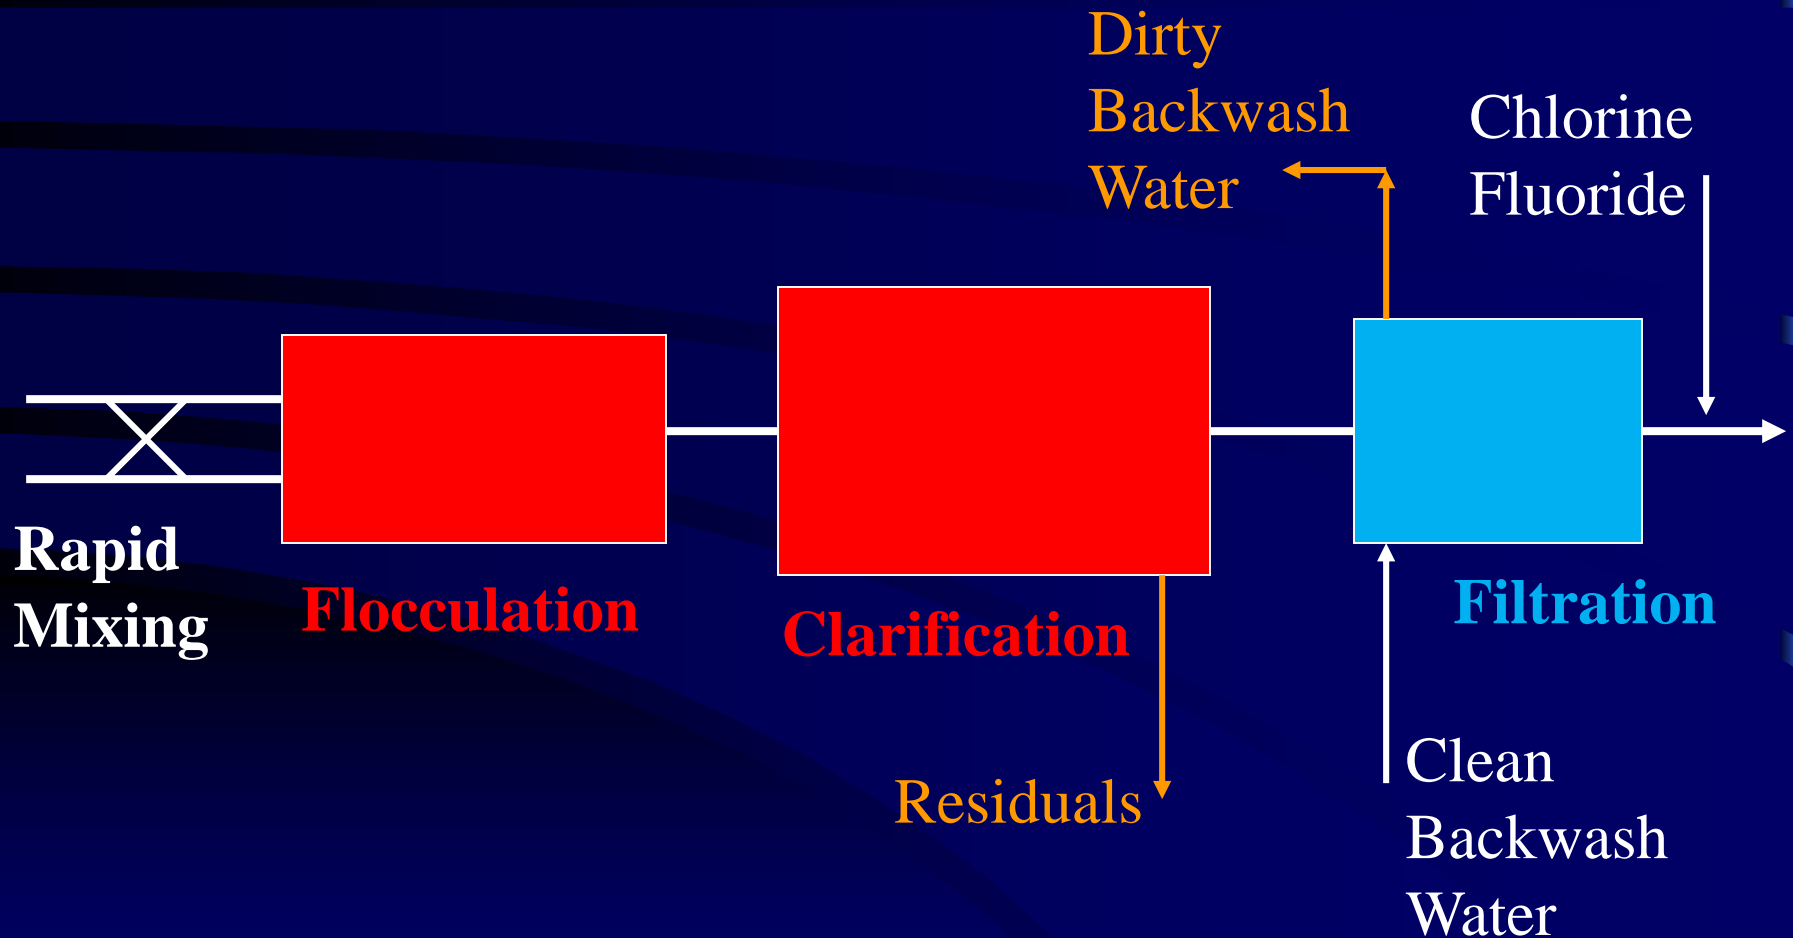 Dirty
Backwash
Water
Chlorine
Fluoride
Rapid
Mixing
Flocculation
Clarification
Filtration
Residuals
Clean
Backwash
Water